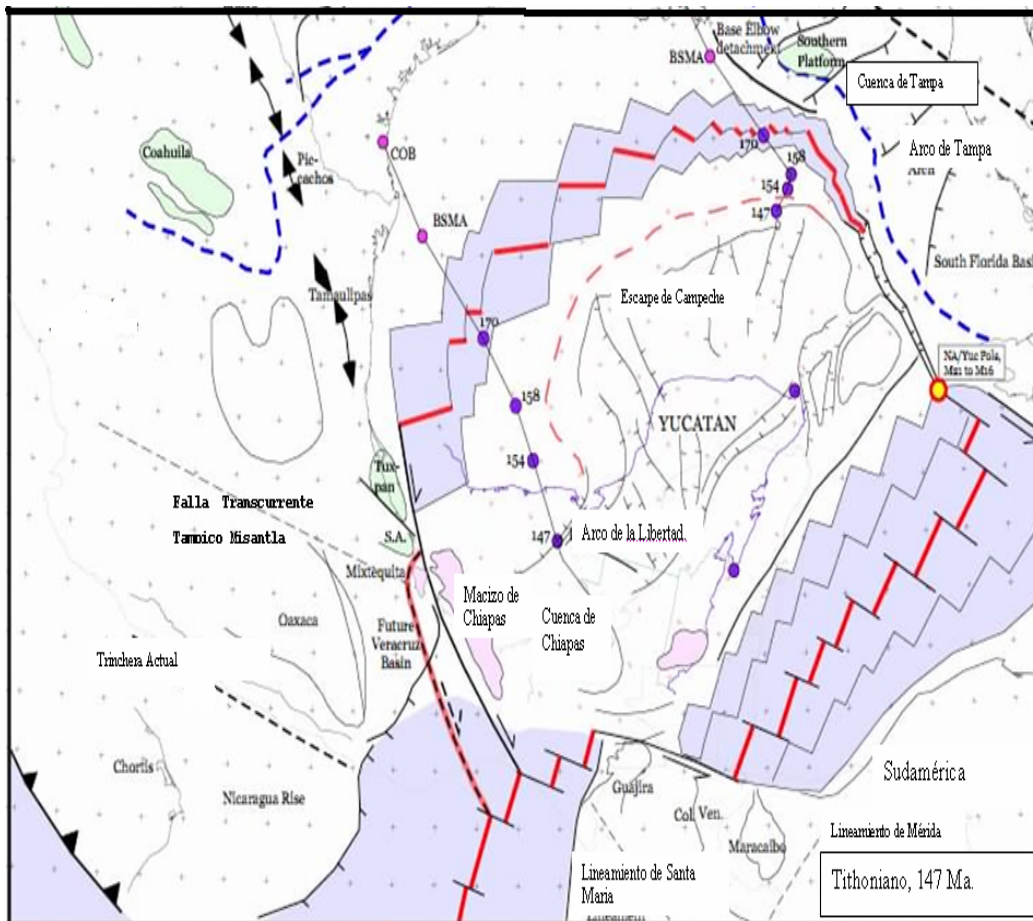 Base Elbow
detachment
BSMA
Southern
Platform
Cuenca de Tampa
Arco de Tampa
South Florida Basi
Coahuila
Pic-
cachos
COB
BSMA
170
158
154
147
Tamaulipas
Escarpe de Campeche
170
158
154
147
NA/Yuc Pole,
M21 to M16
YUCATAN
Tux-
pan
Falla Transcurrente
Tamoico Misantla
S.A.
Mixtequita
Arco de la Libertad
Macizo de
Chiapas
Cuenca de
Chiapas
Oaxaca
Future
Veracruz
Basin
Trinchera Actual
Chortis
Nicaragua Rise
Guajira
Col. Ven.
Maracaibo
Sudamérica
Lineamiento de Mérida
Lineamiento de Santa
Maria
Tithoniano, 147 Ma.